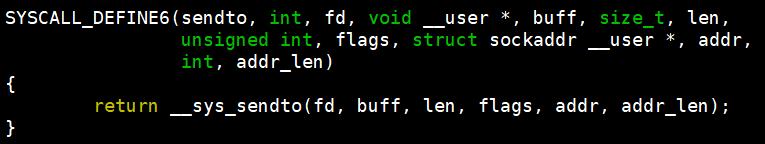 SYSCALL_DEFINE6(sendto, int, fd, void __user *, buff, size_t, len,
                unsigned int, flags, struct sockaddr __user *, addr,
                int, addr_len)
{
        return __sys_sendto(fd, buff, len, flags, addr, addr_len);
}